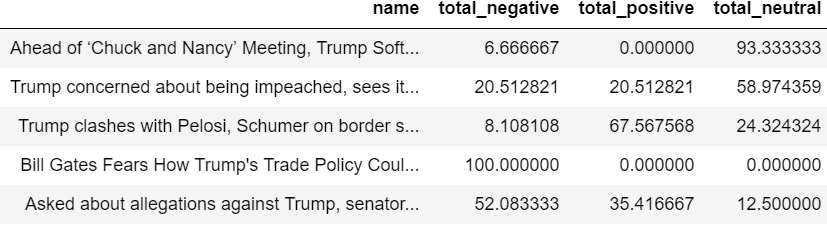 name total_negative total_positive total_neutral
Ahead of ‘Chuck and Nancy’ Meeting, Trump Soft... 6.666667 0.000000 93.333333
Trump concerned about being impeached, sees it... 20.512821 20.512821 58.974359
Trump clashes with Pelosi, Schumer on border s... 8.108108 67.567568 24.324324
Bill Gates Fears How Trump's Trade Policy Coul... 100.000000 0.000000 0.000000
Asked about allegations against Trump, senator... 52.083333 35.416667 12.500000